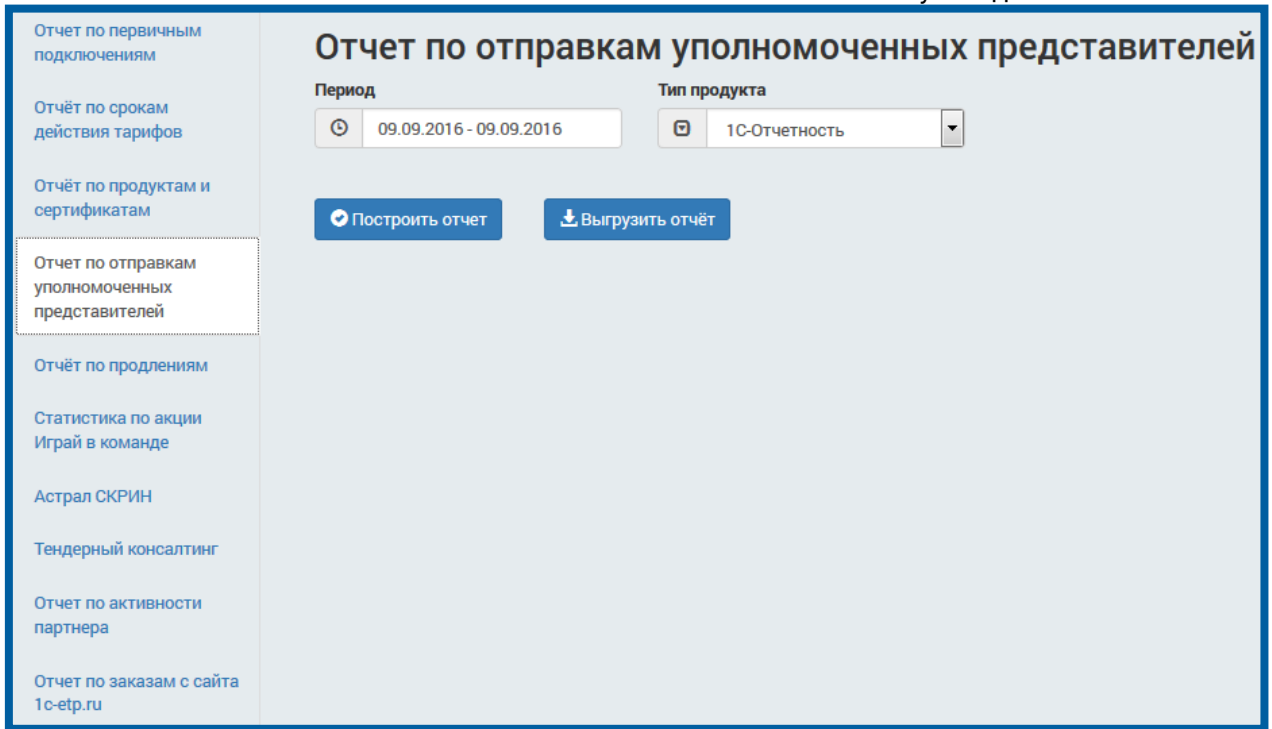 Отчет по первичным
подключениям
Отчёт по срокам
действия тарифов
Отчёт по продуктам и
сертификатам
Отчет по отправкам
уполномоченных
представителей
Отчёт по продлениям
Статистика по акции
Играй в команде
Астрал СКРИН
Тендерный консалтинг
Отчет по активности
партнера
Отчет по заказам с сайта
1c-etp.ru
Отчет по отправкам уполномоченных представителей
Период
Тип продукта
09.09.2016 - 09.09.2016
1С-Отчетность
Построить отчет
Выгрузить отчёт